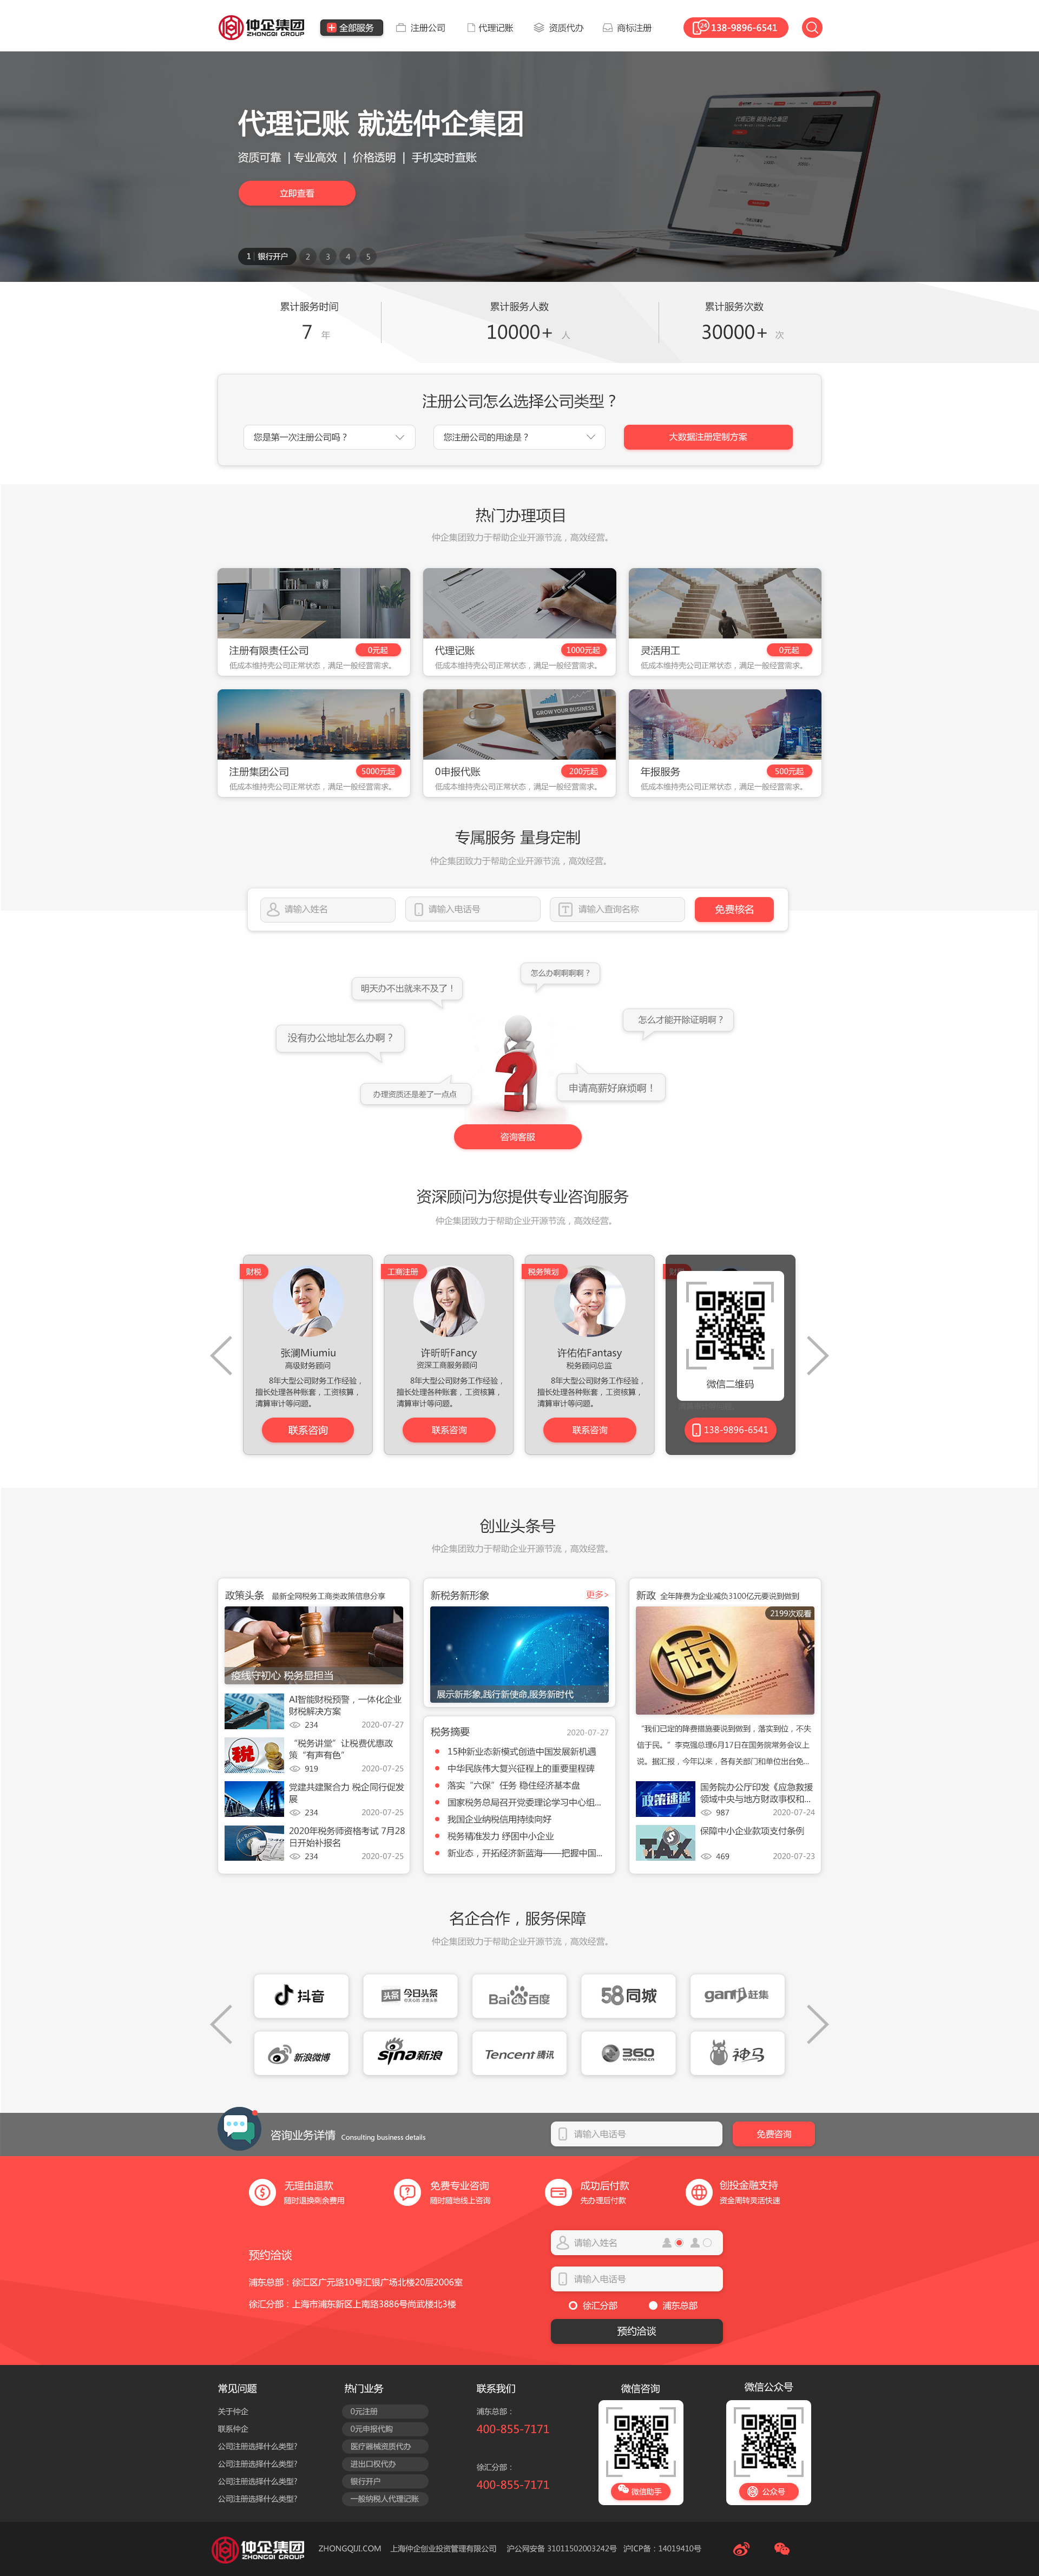 仲企集团
ZHONGQI GROUP
全部服务
注册公司
代理记账
资质代办
商标注册
138-9896-6541
代理记账 就选仲企集团
资质可靠 | 专业高效 | 价格透明 | 手机实时查账
立即查看
1 | 银行开户 2 3 4 5
累计服务时间
7 年
累计服务人数
10000+ 人
累计服务次数
30000+ 次
注册公司怎么选择公司类型？
您是第一次注册公司吗？
您注册公司的用途是？
大数据注册定制方案
热门办理项目
仲企集团致力于帮助企业开源节流，高效经营。
注册有限责任公司 0元起
低成本维持壳公司正常状态，满足一般经营需求。
代理记账 1000元起
低成本维持壳公司正常状态，满足一般经营需求。
灵活用工 0元起
低成本维持壳公司正常状态，满足一般经营需求。
GROW YOUR BUSINESS
注册集团公司 5000元起
低成本维持壳公司正常状态，满足一般经营需求。
0申报代账 200元起
低成本维持壳公司正常状态，满足一般经营需求。
年报服务 500元起
低成本维持壳公司正常状态，满足一般经营需求。
专属服务 量身定制
仲企集团致力于帮助企业开源节流，高效经营。
请输入姓名
请输入电话号
请输入查询名称
免费核名
怎么办啊啊啊啊？
明天办不出就来不及了！
怎么才能开除证明啊？
没有办公地址怎么办啊？
申请高薪好麻烦啊！
办理资质还是差了一点点
咨询客服
资深顾问为您提供专业咨询服务
仲企集团致力于帮助企业开源节流，高效经营。
财税
张澜Miumiu
高级财务顾问
8年大型公司财务工作经验，
擅长处理各种账套，工资核算，
清算审计等问题。
联系咨询
工商注册
许昕昕Fancy
资深工商服务顾问
8年大型公司财务工作经验，
擅长处理各种账套，工资核算，
清算审计等问题。
联系咨询
税务策划
许佑佑Fantasy
税务顾问总监
8年大型公司财务工作经验，
擅长处理各种账套，工资核算，
清算审计等问题。
联系咨询
微信二维码
138-9896-6541
创业头条号
仲企集团致力于帮助企业开源节流，高效经营。
政策头条 最新全网税务工商类政策信息分享
疫线守初心 税务显担当
AI智能财税预警，一体化企业
财税解决方案
234 2020-07-27
“税务讲堂”让税费优惠政
策“有声有色”
919 2020-07-25
党建共建聚合力 税企同行促发
展
234 2020-07-25
2020年税务师资格考试 7月28
日开始补报名
234 2020-07-25
新税务新形象 更多>
展示新形象,践行新使命,服务新时代
税务摘要 2020-07-27
15种新业态新模式创造中国发展新机遇
中华民族伟大复兴征程上的重要里程碑
落实“六保”任务 稳住经济基本盘
国家税务总局召开党委理论学习中心组...
我国企业纳税信用持续向好
税务精准发力 纾困中小企业
新业态，开拓经济新蓝海——把握中国...
新政 全年降费为企业减负3100亿元要说到做到
2199次观看
税
“我们已定的降费措施要说到做到，落实到位，不失
信于民。”李克强总理6月17日在国务院常务会议上
说。据汇报，今年以来，各有关部门和单位出台免...
政策速递
国务院办公厅印发《应急救援
领域中央与地方财政事权和...
987 2020-07-24
TAX
保障中小企业款项支付条例
469 2020-07-23
名企合作，服务保障
仲企集团致力于帮助企业开源节流，高效经营。
抖音
头条 今日头条
Bai du 百度
58同城
ganji 赶集
新浪微博
sina新浪
Tencent 腾讯
360
www.360.cn
神马
咨询业务详情 Consulting business details
请输入电话号
免费咨询
无理由退款
随时退换剩余费用
免费专业咨询
随时随地线上咨询
成功后付款
先办理后付款
创投金融支持
资金周转灵活快速
预约洽谈
浦东总部：徐汇区广元路10号汇银广场北楼20层2006室
徐汇分部：上海市浦东新区上南路3886号尚武楼北3楼
请输入姓名
请输入电话号
徐汇分部
浦东总部
预约洽谈
常见问题
关于仲企
联系仲企
公司注册选择什么类型?
公司注册选择什么类型?
公司注册选择什么类型?
公司注册选择什么类型?
热门业务
0元注册
0元申报代购
医疗器械资质代办
进出口权代办
银行开户
一般纳税人代理记账
联系我们
浦东总部：
400-855-7171
徐汇分部：
400-855-7171
微信咨询
微信助手
微信公众号
公众号
仲企集团
ZHONGQI GROUP
ZHONGQIJI.COM 上海仲企创业投资管理有限公司 沪公网安备 31011502003242号 沪ICP备：14019410号